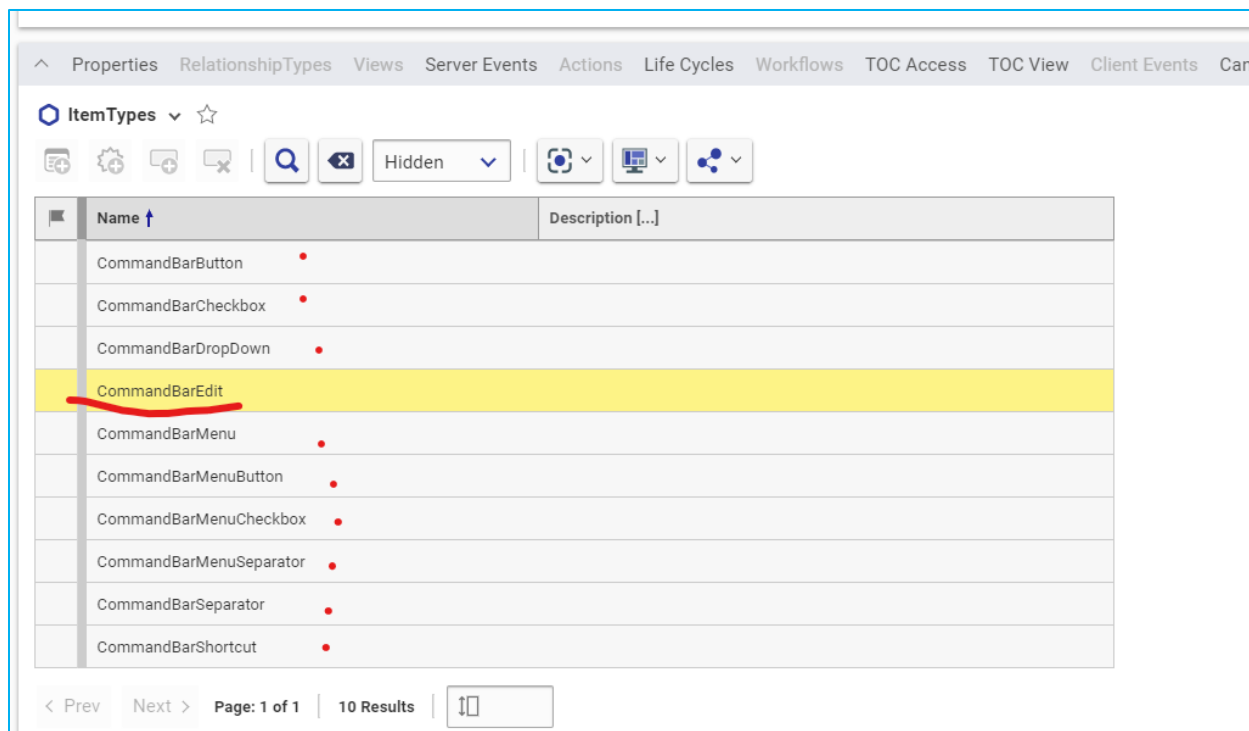 Properties RelationshipTypes Views Server Events Actions Life Cycles Workflows TOC Access TOC View Client Events Can
ItemTypes
Hidden
Name Description [...]
CommandBarButton
CommandBarCheckbox
CommandBarDropDown
CommandBarEdit
CommandBarMenu
CommandBarMenuButton
CommandBarMenuCheckbox
CommandBarMenuSeparator
CommandBarSeparator
CommandBarShortcut
< Prev Next > Page: 1 of 1 10 Results